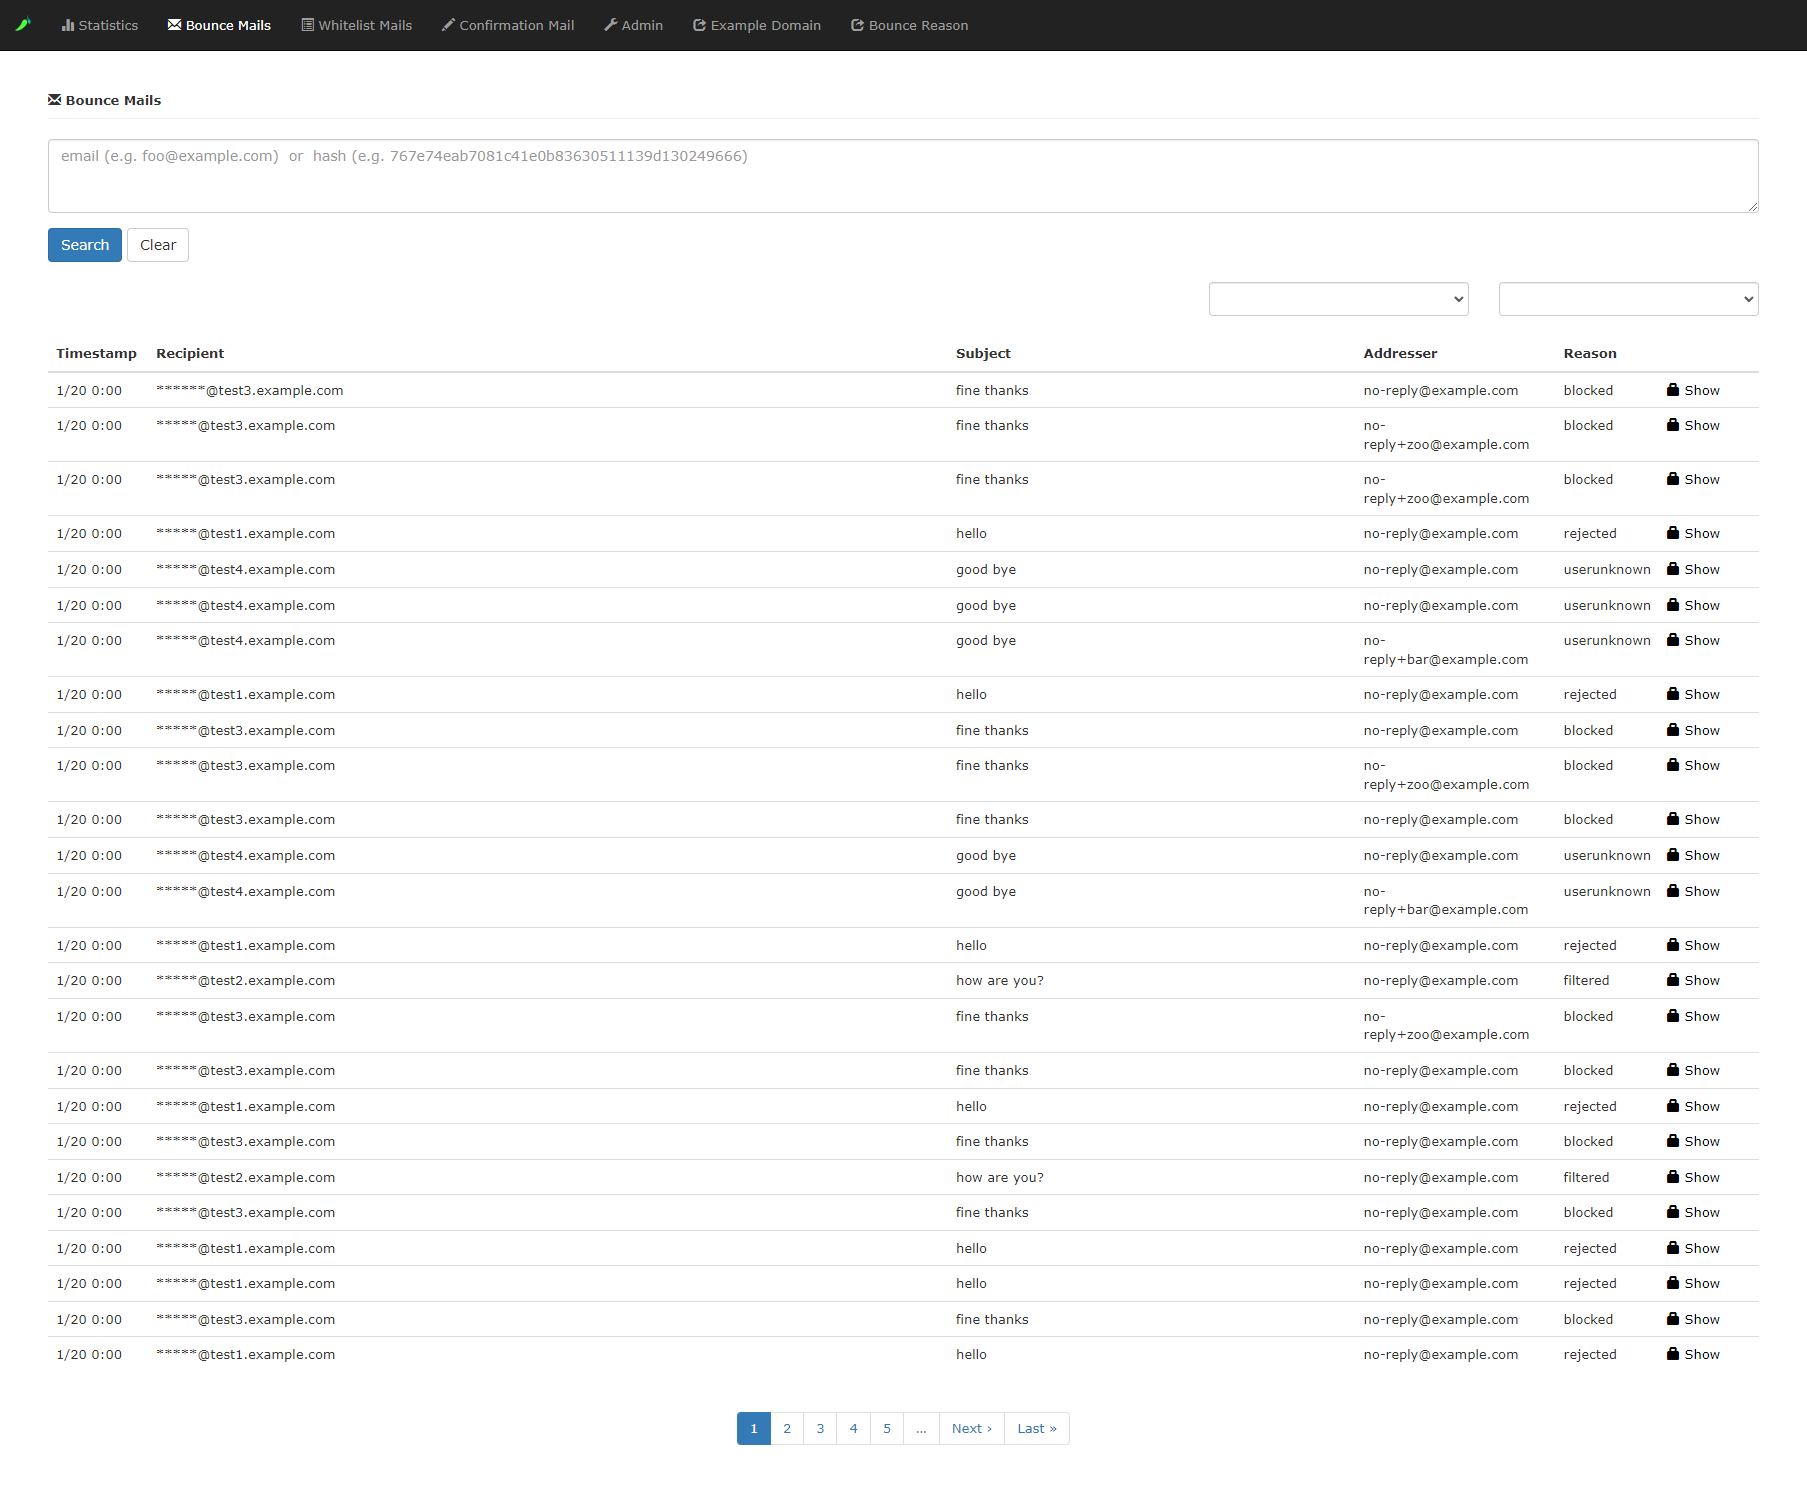 Statistics Bounce Mails Whitelist Mails Confirmation Mail Admin Example Domain Bounce Reason
Bounce Mails
email (e.g. foo@example.com) or hash (e.g. 767e74eab7081c41e0b83630511139d130249666)
Search Clear
Timestamp Recipient Subject Addresser Reason
1/20 0:00 ******@test3.example.com fine thanks no-reply@example.com blocked Show
1/20 0:00 *****@test3.example.com fine thanks no- blocked Show
reply+zoo@example.com
1/20 0:00 *****@test3.example.com fine thanks no- blocked Show
reply+zoo@example.com
1/20 0:00 *****@test1.example.com hello no-reply@example.com rejected Show
1/20 0:00 *****@test4.example.com good bye no-reply@example.com userunknown Show
1/20 0:00 *****@test4.example.com good bye no-reply@example.com userunknown Show
1/20 0:00 *****@test4.example.com good bye no- userunknown Show
reply+bar@example.com
1/20 0:00 *****@test1.example.com hello no-reply@example.com rejected Show
1/20 0:00 *****@test3.example.com fine thanks no-reply@example.com blocked Show
1/20 0:00 *****@test3.example.com fine thanks no- blocked Show
reply+zoo@example.com
1/20 0:00 *****@test3.example.com fine thanks no-reply@example.com blocked Show
1/20 0:00 *****@test4.example.com good bye no-reply@example.com userunknown Show
1/20 0:00 *****@test4.example.com good bye no- userunknown Show
reply+bar@example.com
1/20 0:00 *****@test1.example.com hello no-reply@example.com rejected Show
1/20 0:00 *****@test2.example.com how are you? no-reply@example.com filtered Show
1/20 0:00 *****@test3.example.com fine thanks no- blocked Show
reply+zoo@example.com
1/20 0:00 *****@test3.example.com fine thanks no-reply@example.com blocked Show
1/20 0:00 *****@test1.example.com hello no-reply@example.com rejected Show
1/20 0:00 *****@test3.example.com fine thanks no-reply@example.com blocked Show
1/20 0:00 *****@test2.example.com how are you? no-reply@example.com filtered Show
1/20 0:00 *****@test3.example.com fine thanks no-reply@example.com blocked Show
1/20 0:00 *****@test1.example.com hello no-reply@example.com rejected Show
1/20 0:00 *****@test1.example.com hello no-reply@example.com rejected Show
1/20 0:00 *****@test3.example.com fine thanks no-reply@example.com blocked Show
1/20 0:00 *****@test1.example.com hello no-reply@example.com rejected Show
1 2 3 4 5 ... Next › Last »